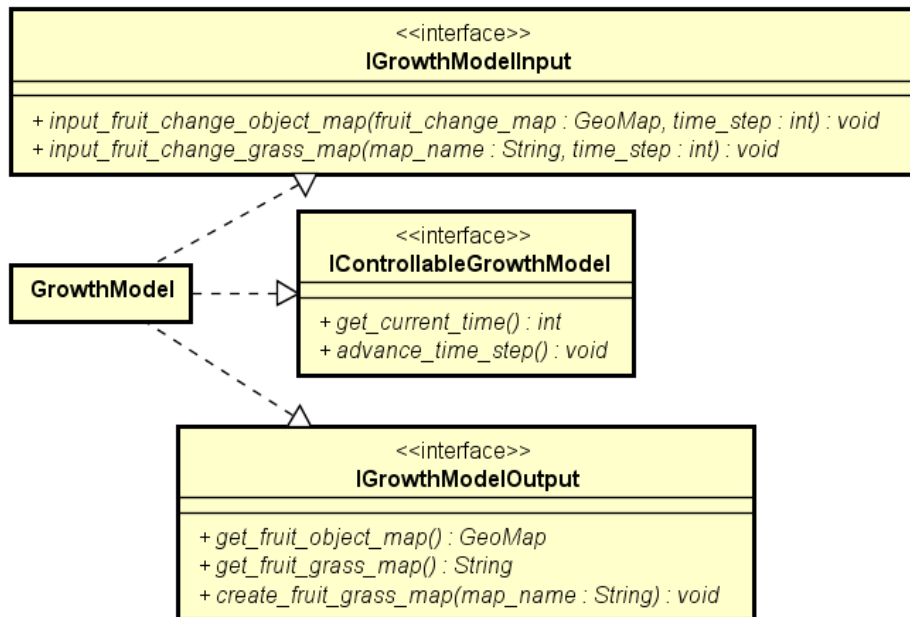 <<interface>>
IGrowthModelInput
+ input_fruit_change_object_map(fruit_change_map : GeoMap, time_step : int) : void
+ input_fruit_change_grass_map(map_name : String, time_step : int) : void
<<interface>>
IControllableGrowthModel
GrowthModel
+ get_current_time() : int
+ advance_time_step() : void
<<interface>>
IGrowthModelOutput
+ get_fruit_object_map() : GeoMap
+ get_fruit_grass_map() : String
+ create_fruit_grass_map(map_name : String) : void